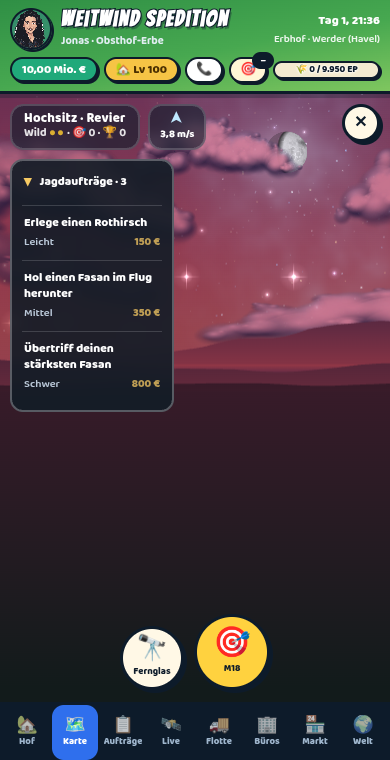 WEITWIND SPEDITION
Jonas · Obsthof-Erbe
Tag 1, 21:36
Erbhof · Werder (Havel)
10,00 Mio. €
Lv 100
–
0 / 9.950 EP
Hochsitz · Revier
Wild · 0 · 0
3,8 m/s
✕
▼ Jagdaufträge · 3
Erlege einen Rothirsch
Leicht 150 €
Hol einen Fasan im Flug
herunter
Mittel 350 €
Übertriff deinen
stärksten Fasan
Schwer 800 €
Fernglas
M18
Hof
Karte
Aufträge
Live
Flotte
Büros
Markt
Welt